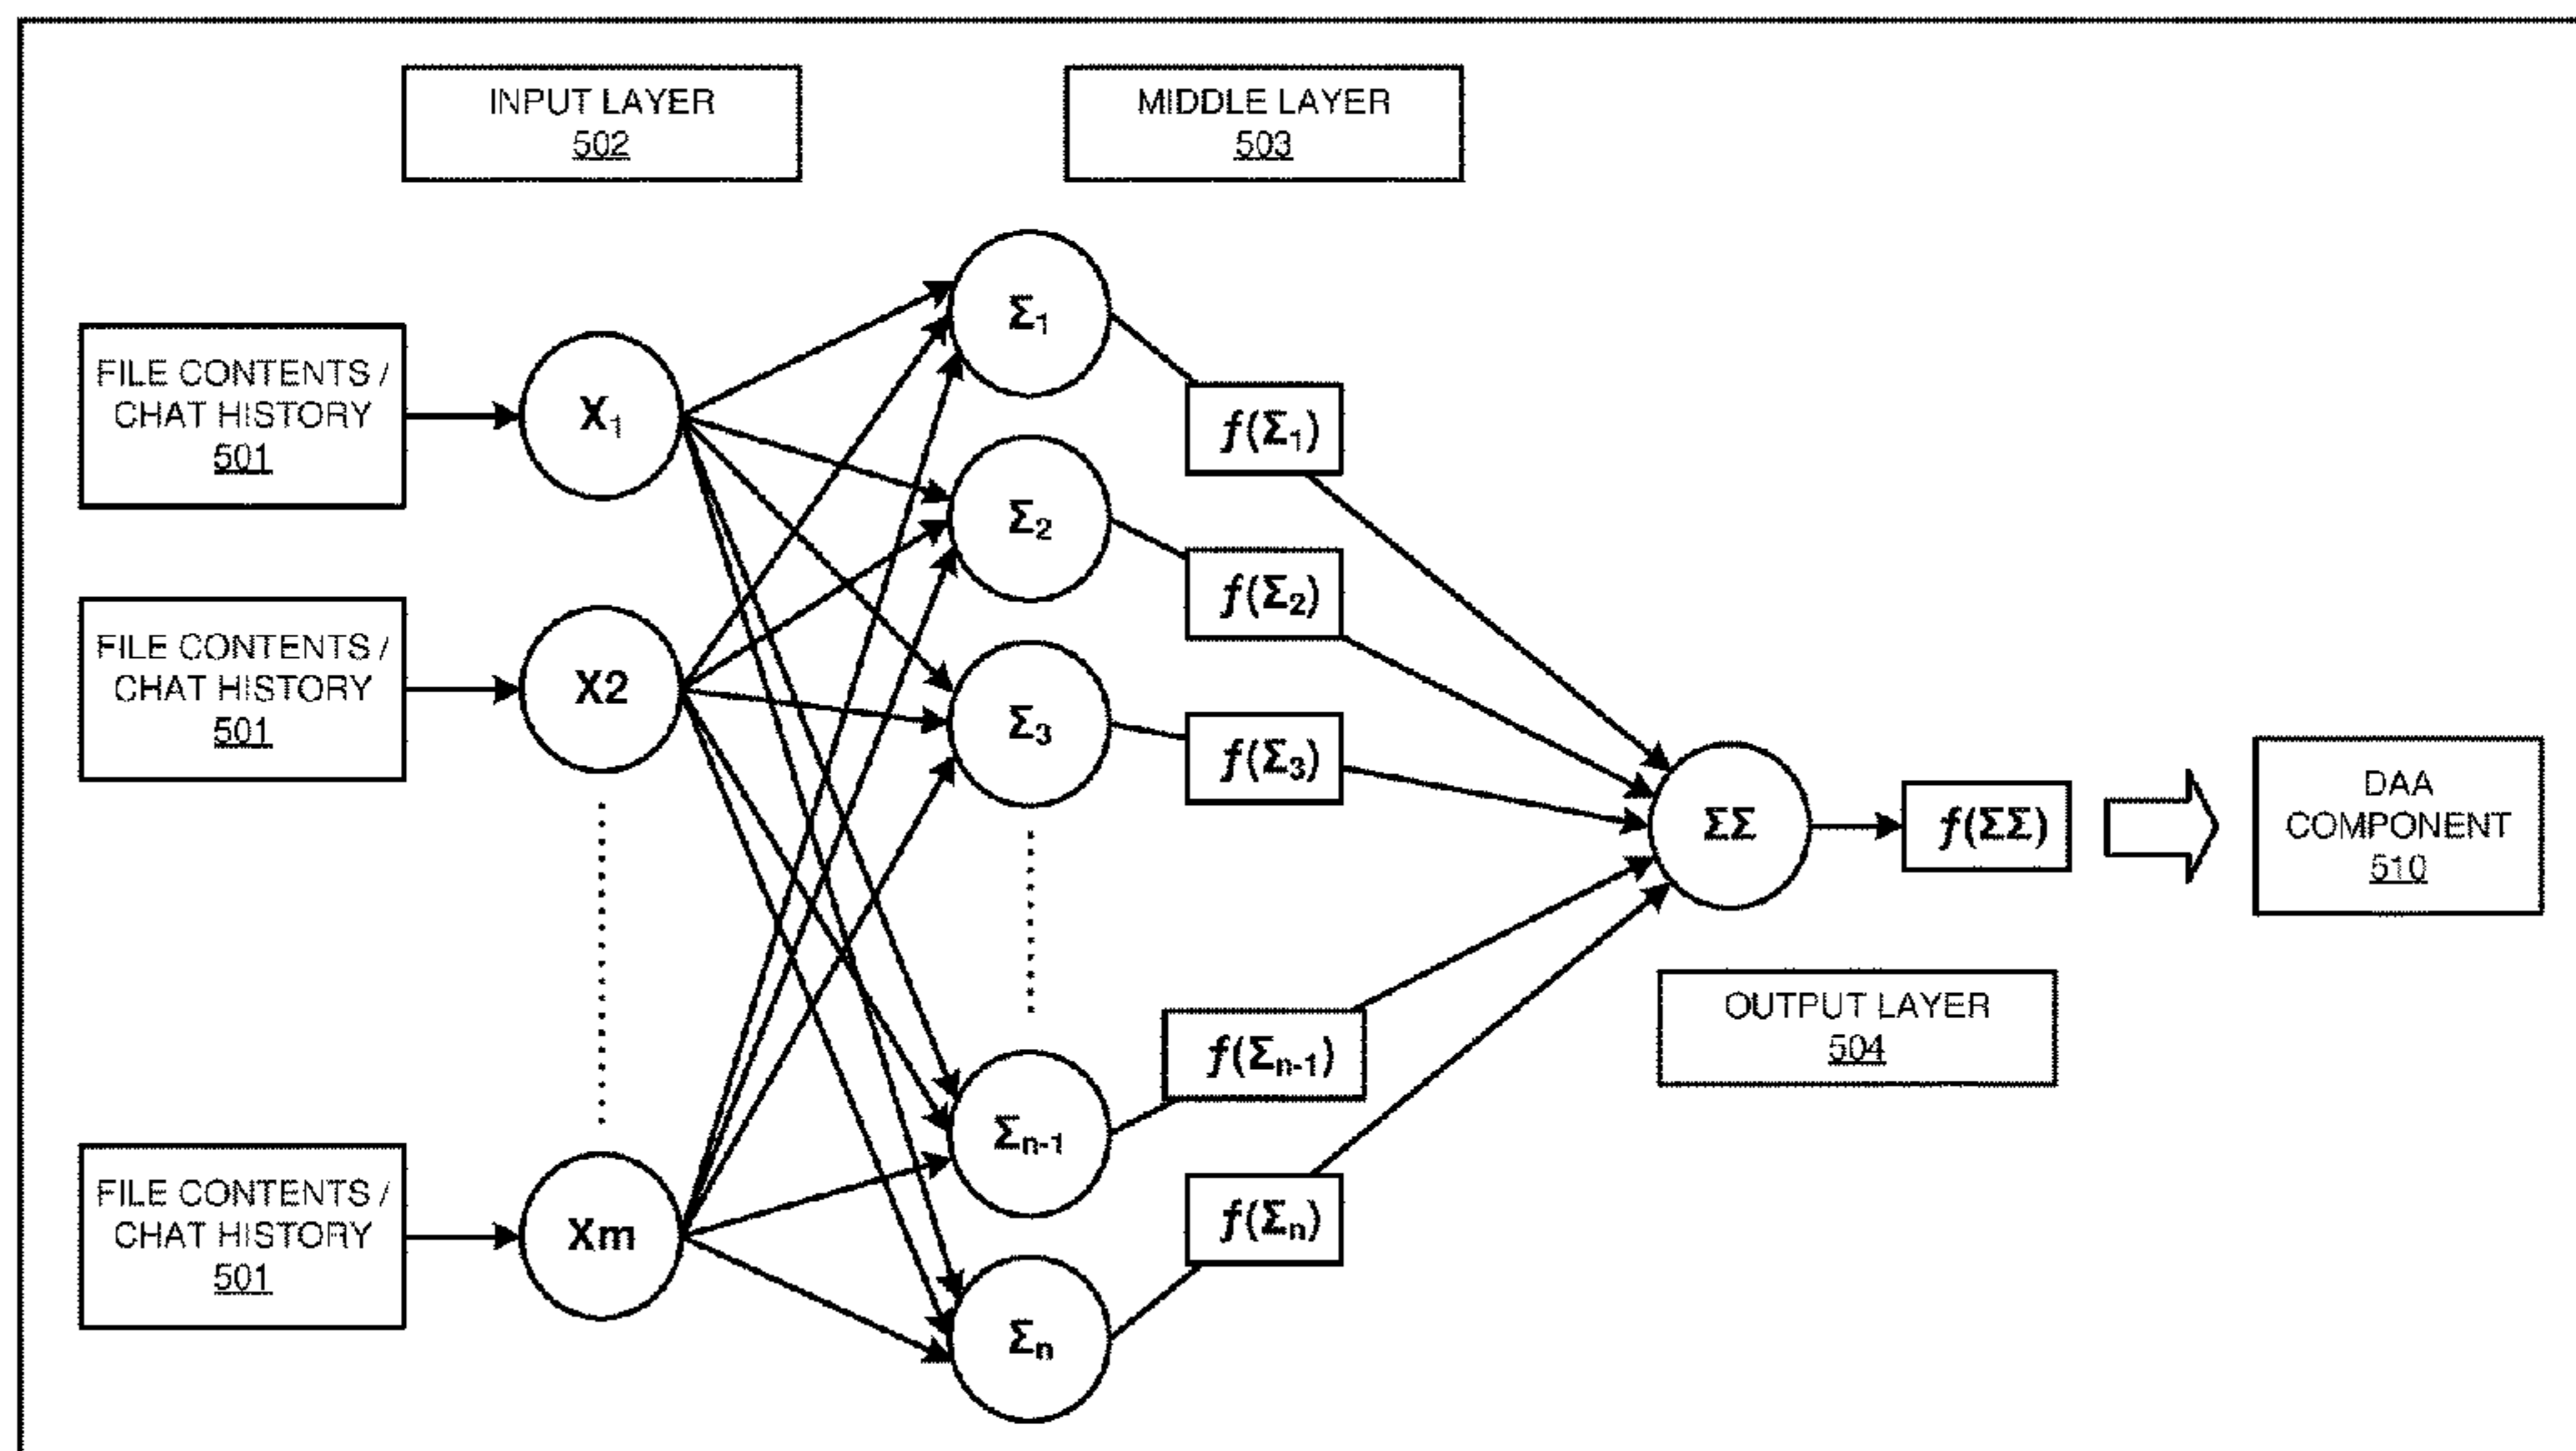 INPUT LAYER
502
MIDDLE LAYER
503
FILE CONTENTS /
CHAT HISTORY
501
X₁
Σ₁
f(Σ₁)
Σ₂
f(Σ₂)
FILE CONTENTS /
CHAT HISTORY
501
X2
Σ₃
f(Σ₃)
ΣΣ
f(ΣΣ)
DAA
COMPONENT
510
OUTPUT LAYER
504
f(Σn-1)
Σn-1
FILE CONTENTS /
CHAT HISTORY
501
Xm
f(Σn)
Σn